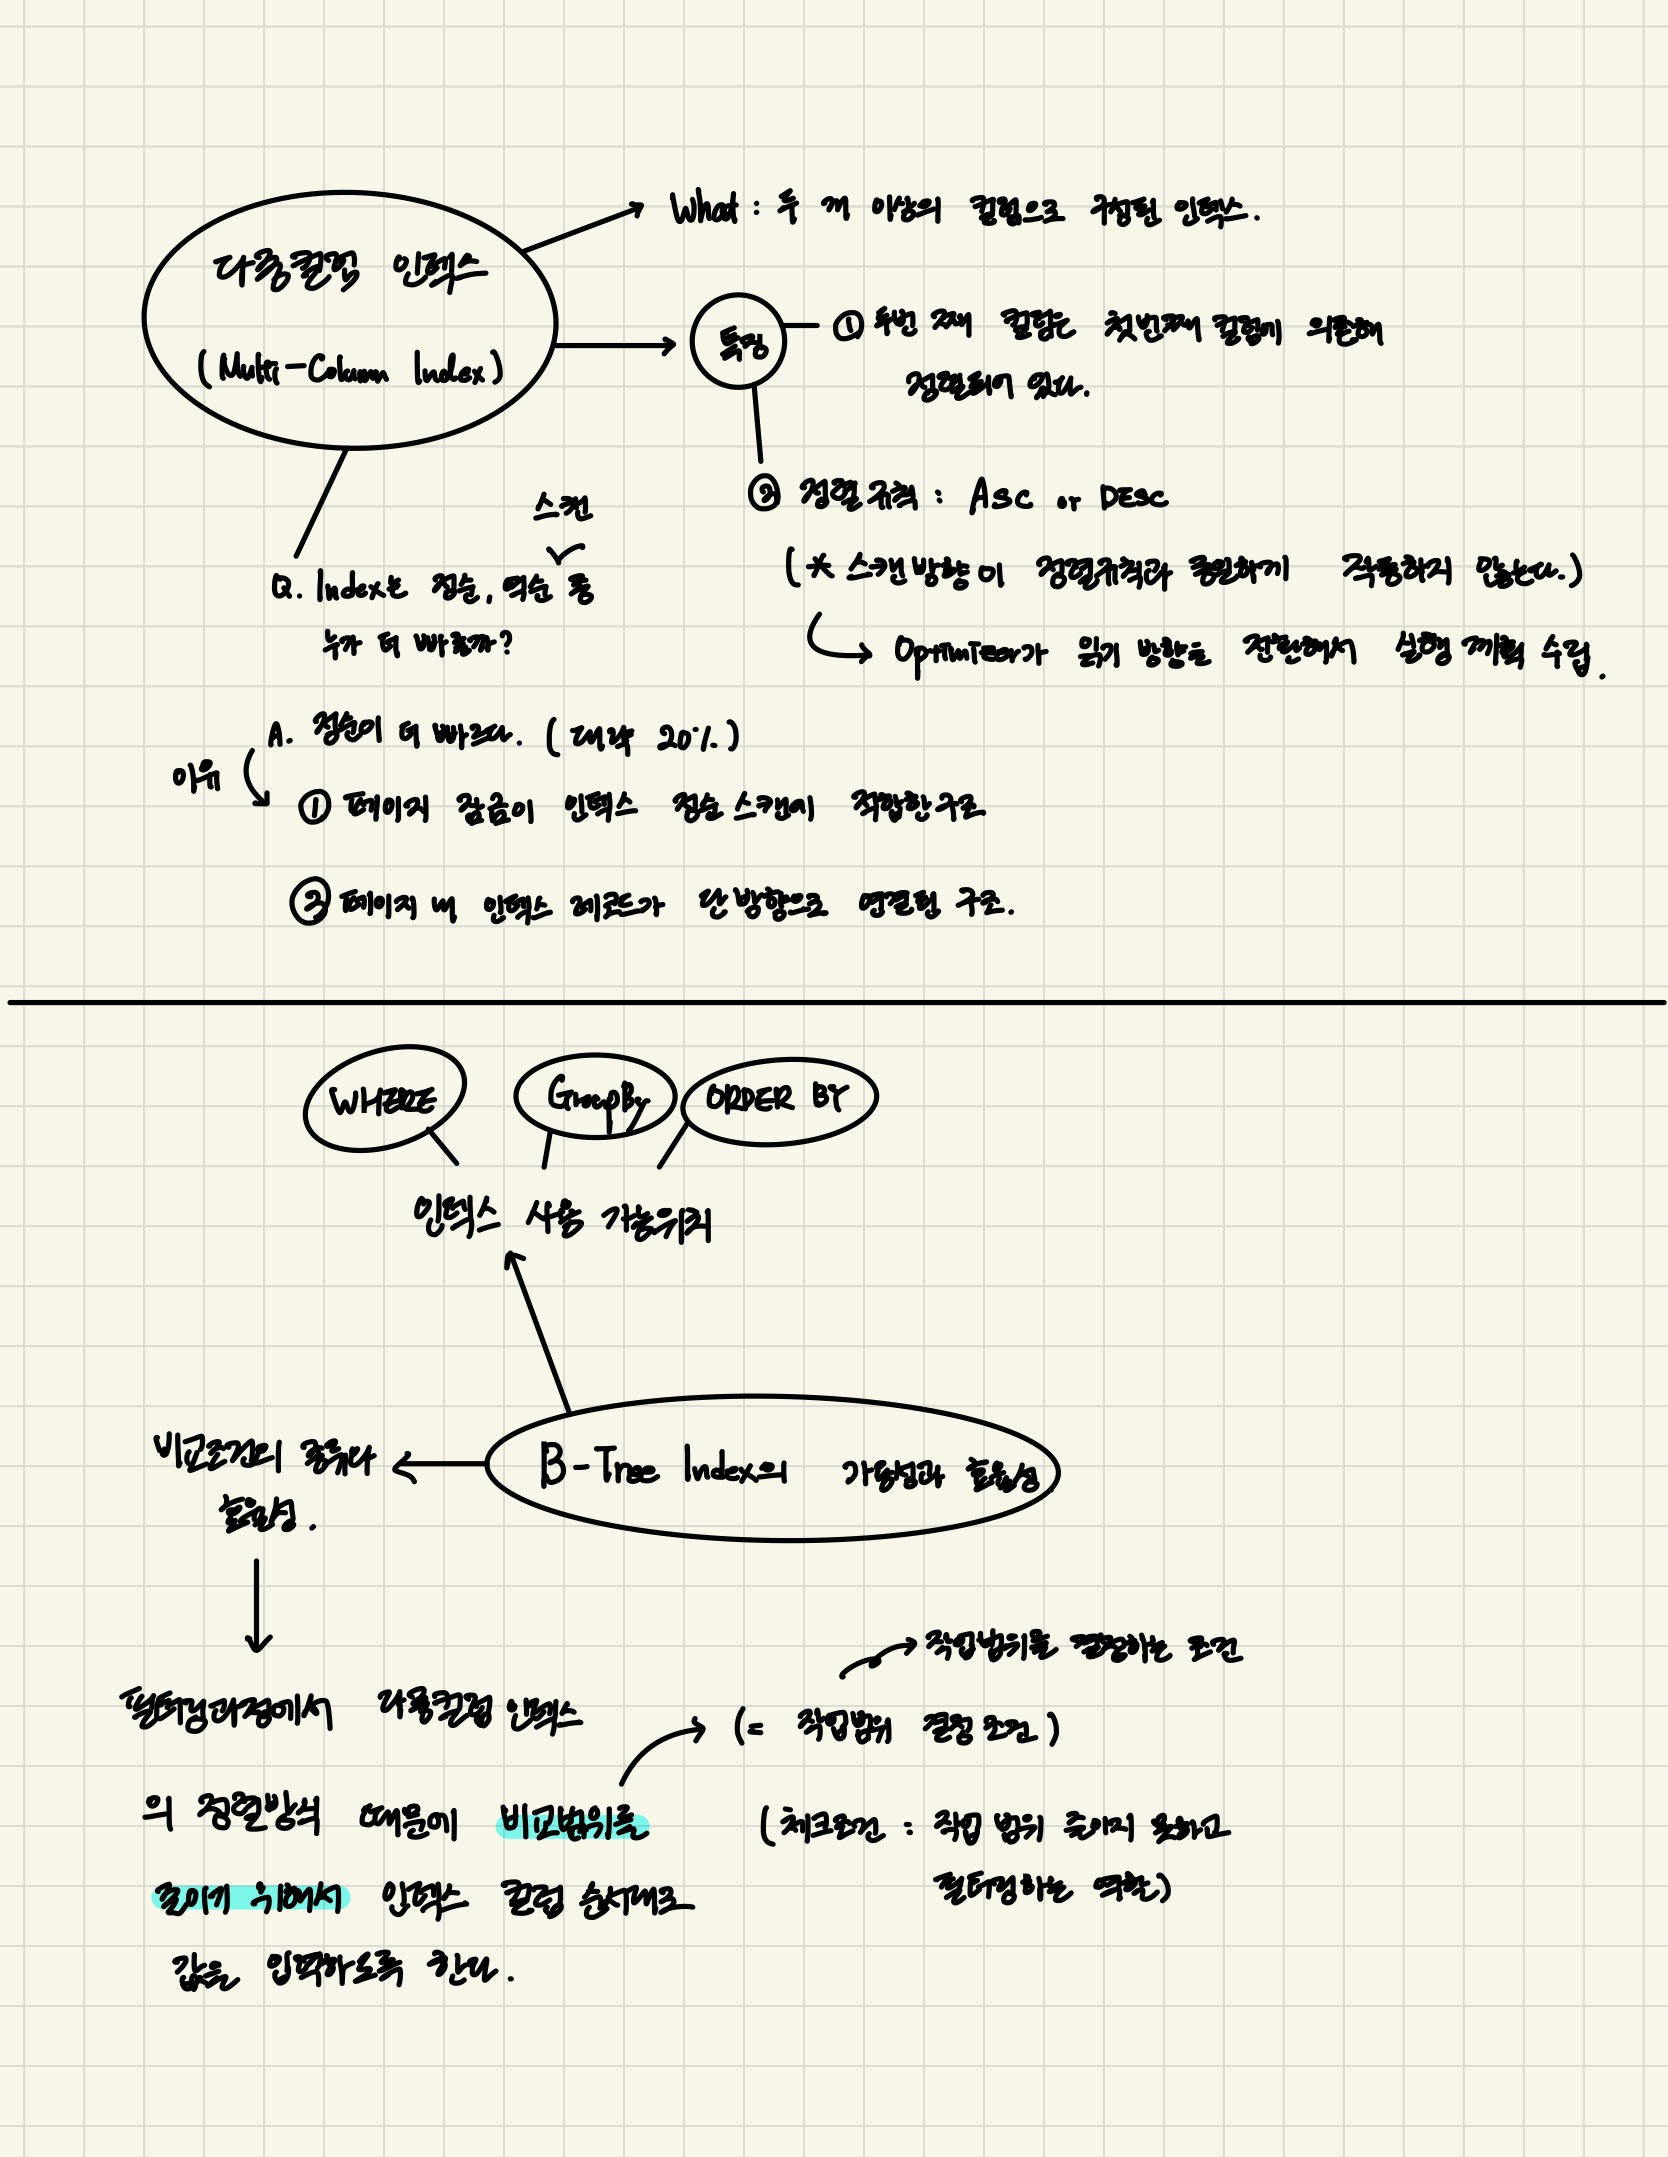 다중컬럼 인덱스
(Multi-Column Index)
What : 두 개 이상의 컬럼으로 구성된 인덱스.
특징
① 두번 째 컬럼은 첫번째 컬럼에 의존해
정렬되어 있다.
② 정렬규칙 : ASC or DESC
(* 스캔방향이 정렬규칙과 동일하게 작동하지 않는다.)
가 읽기 방향을 전환해서 실행 계획 수립.
스캔
Q. Index는 정순, 역순 중
누가 더 빠를까?
A. 정순이 더 빠르다. (대략 20%)
이유
① 페이지 잠금이 인덱스 정순스캔에 적합한구조
② 페이지 내 인덱스 레코드가 단방향으로 연결된 구조.
WHERE
GroupBy
ORDER BY
인덱스 사용 가능위치
B-Tree Index의 가용성과 효율성
비교조건의 종류와
효율성.
필터링과정에서 다중컬럼 인덱스
의 정렬방식 때문에 비교범위를
줄이기 위해서 인덱스 컬럼 순서대로
값을 입력하도록 한다.
작업범위를 결정하는 조건
(= 작업범위 결정조건)
(체크조건 : 작업 범위 줄이지 못하고
필터링하는 역할)